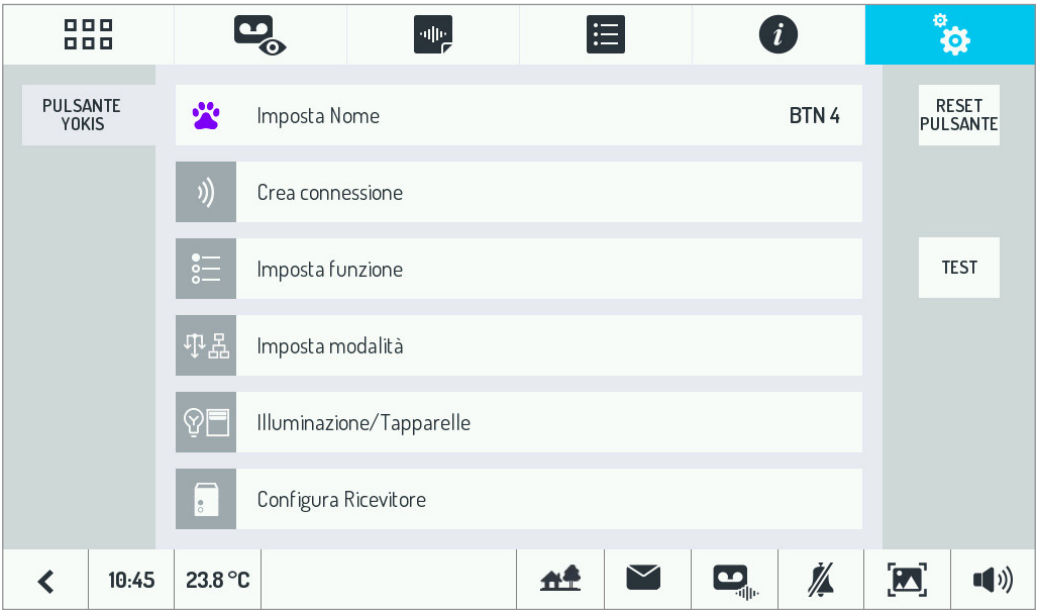 i
PULSANTE
YOKIS
Imposta Nome
BTN 4
RESET
PULSANTE
Crea connessione
Imposta funzione
TEST
Imposta modalità
Illuminazione/Tapparelle
Configura Ricevitore
10:45
23.8 °C